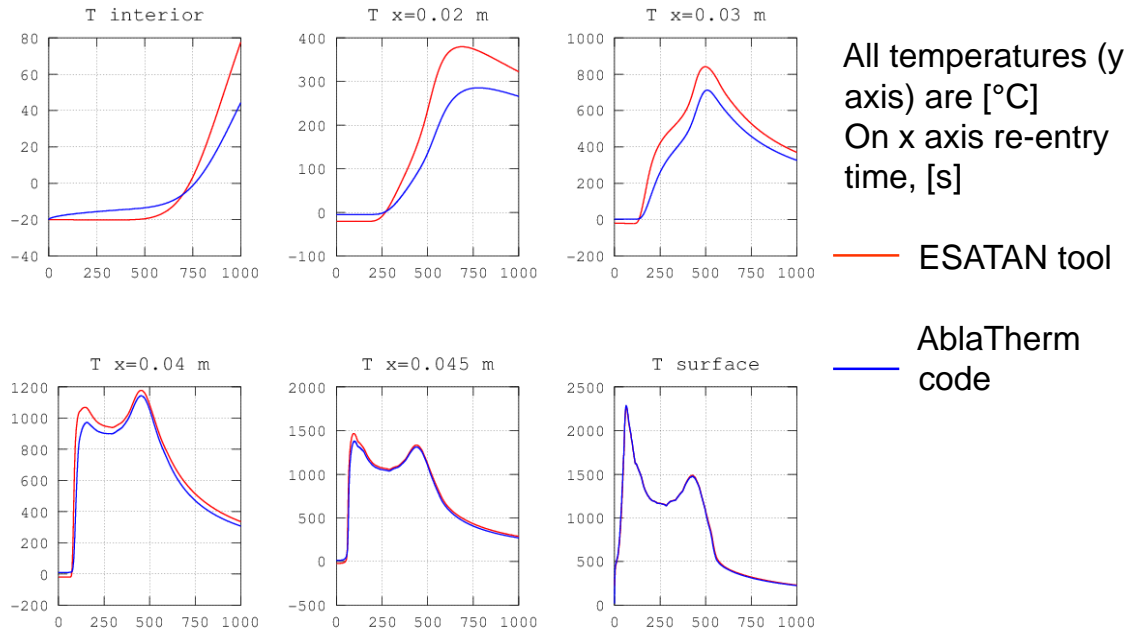 T interior
80
60
40
20
0
-20
-40
0 250 500 750 1000
T x=0.02 m
400
300
200
100
0
-100
0 250 500 750 1000
T x=0.03 m
1000
800
600
400
200
0
-200
0 250 500 750 1000
All temperatures (y
axis) are [°C]
On x axis re-entry
time, [s]
ESATAN tool
AblaTherm
code
T x=0.04 m
1200
1000
800
600
400
200
0
-200
0 250 500 750 1000
T x=0.045 m
2000
1500
1000
500
0
-500
0 250 500 750 1000
T surface
2500
2000
1500
1000
500
0
0 250 500 750 1000